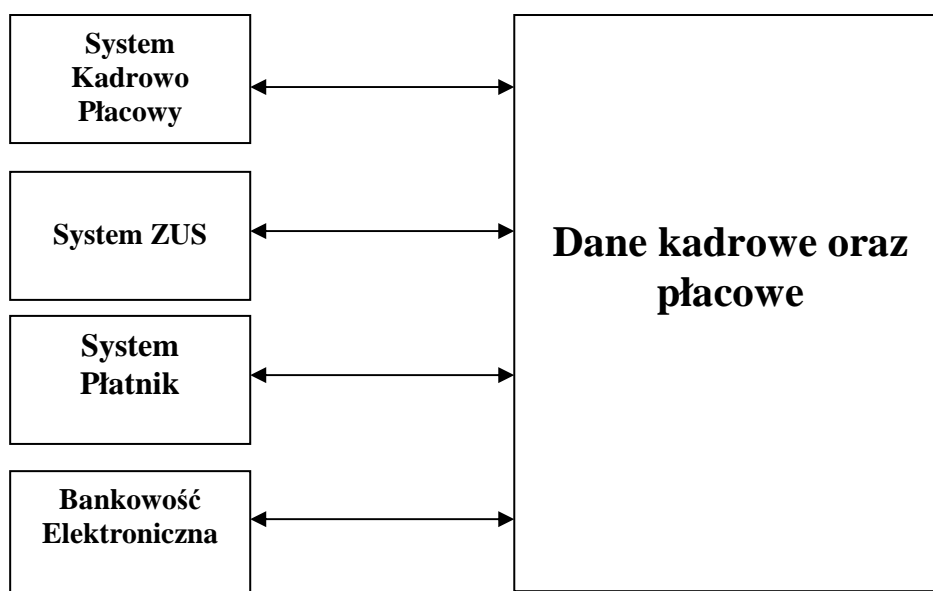 System
Kadrowo
Płacowy
System ZUS
System
Płatnik
Bankowość
Elektroniczna
Dane kadrowe oraz
płacowe